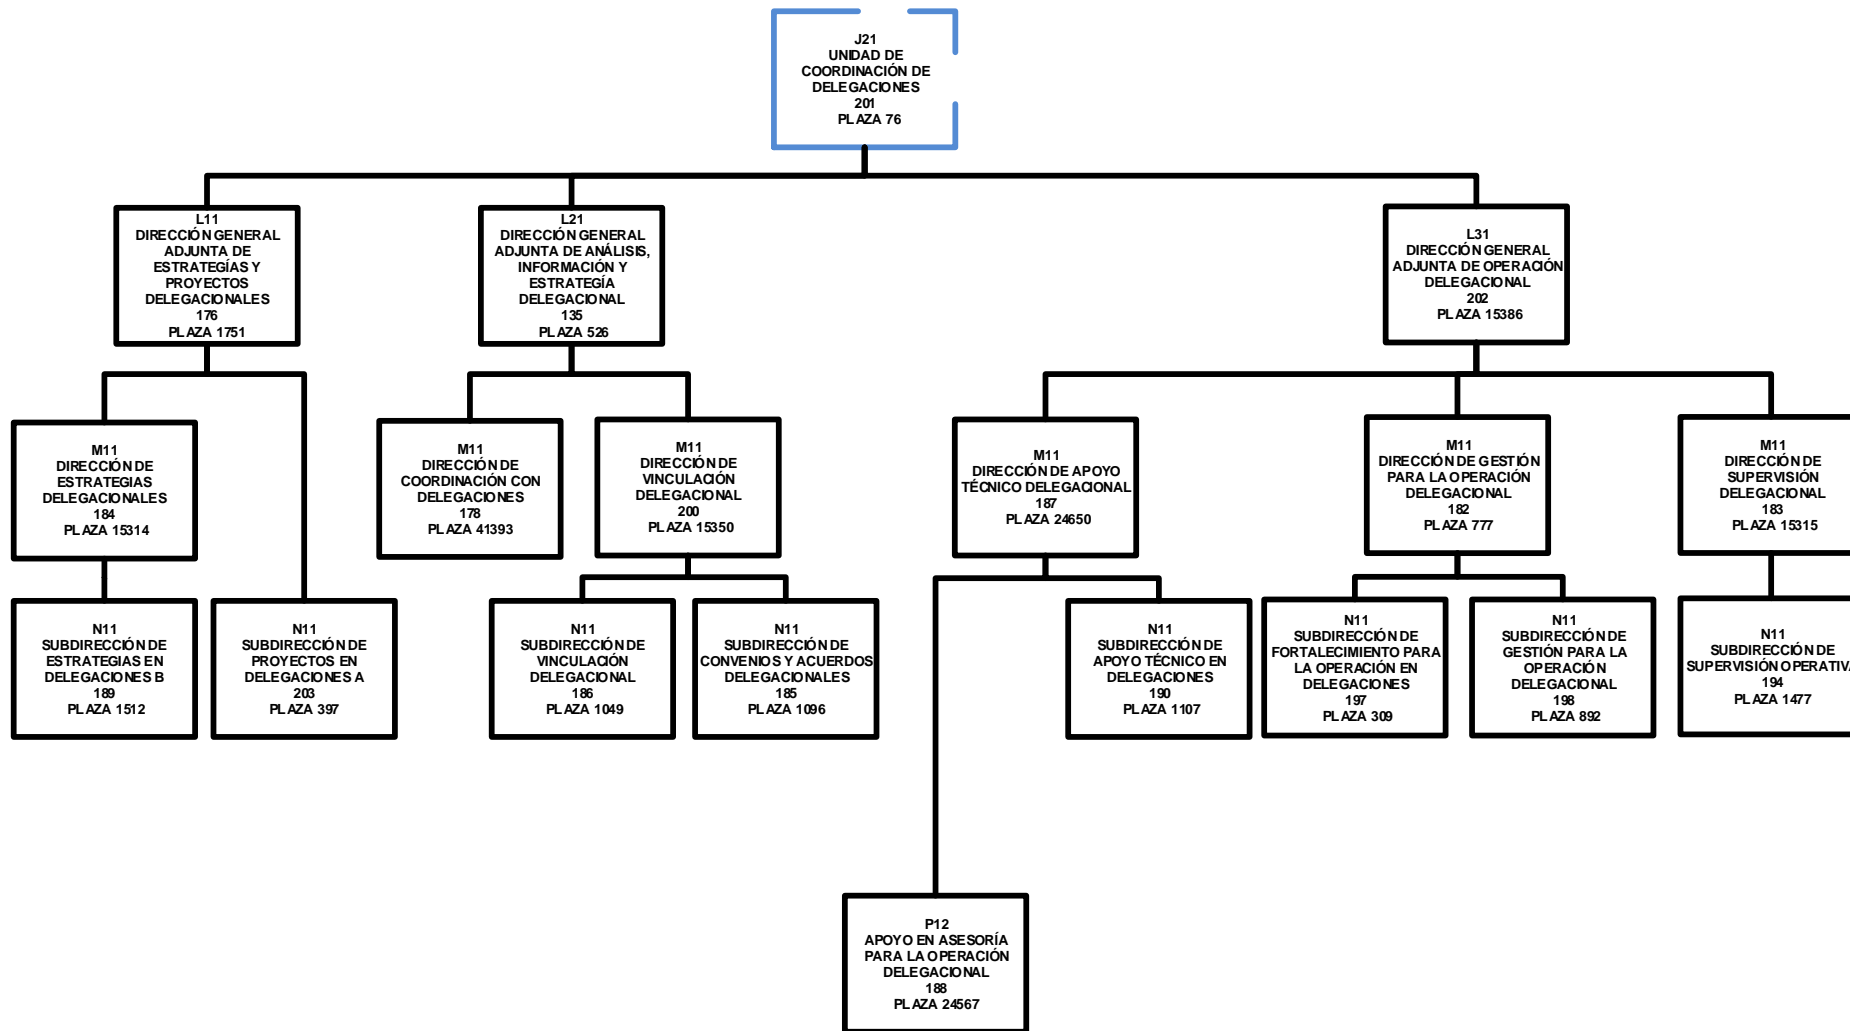 J21
UNIDAD DE
COORDINACIÓN DE
DELEGACIONES
201
PLAZA 76
L11
DIRECCIÓN GENERAL
ADJUNTA DE
ESTRATEGÍAS Y
PROYECTOS
DELEGACIONALES
176
PLAZA 1751
L21
DIRECCIÓN GENERAL
ADJUNTA DE ANÁLISIS,
INFORMACIÓN Y
ESTRATEGÍA
DELEGACIONAL
135
PLAZA 526
L31
DIRECCIÓN GENERAL
ADJUNTA DE OPERACIÓN
DELEGACIONAL
202
PLAZA 15386
M11
DIRECCIÓN DE
ESTRATEGIAS
DELEGACIONALES
184
PLAZA 15314
M11
DIRECCIÓN DE
COORDINACIÓN CON
DELEGACIONES
178
PLAZA 41393
M11
DIRECCIÓN DE
VINCULACIÓN
DELEGACIONAL
200
PLAZA 15350
M11
DIRECCIÓN DE APOYO
TÉCNICO DELEGACIONAL
187
PLAZA 24650
M11
DIRECCIÓN DE GESTIÓN
PARA LA OPERACIÓN
DELEGACIONAL
182
PLAZA 777
M11
DIRECCIÓN DE
SUPERVISIÓN
DELEGACIONAL
183
PLAZA 15315
N11
SUBDIRECCIÓN DE
ESTRATEGIAS EN
DELEGACIONES B
189
PLAZA 1512
N11
SUBDIRECCIÓN DE
PROYECTOS EN
DELEGACIONES A
203
PLAZA 397
N11
SUBDIRECCIÓN DE
VINCULACIÓN
DELEGACIONAL
186
PLAZA 1049
N11
SUBDIRECCIÓN DE
CONVENIOS Y ACUERDOS
DELEGACIONALES
185
PLAZA 1096
N11
SUBDIRECCIÓN DE
APOYO TÉCNICO EN
DELEGACIONES
190
PLAZA 1107
N11
SUBDIRECCIÓN DE
FORTALECIMIENTO PARA
LA OPERACIÓN EN
DELEGACIONES
197
PLAZA 309
N11
SUBDIRECCIÓN DE
GESTIÓN PARA LA
OPERACIÓN
DELEGACIONAL
198
PLAZA 892
N11
SUBDIRECCIÓN DE
SUPERVISIÓN OPERATIVA
194
PLAZA 1477
P12
APOYO EN ASESORÍA
PARA LA OPERACIÓN
DELEGACIONAL
188
PLAZA 24567